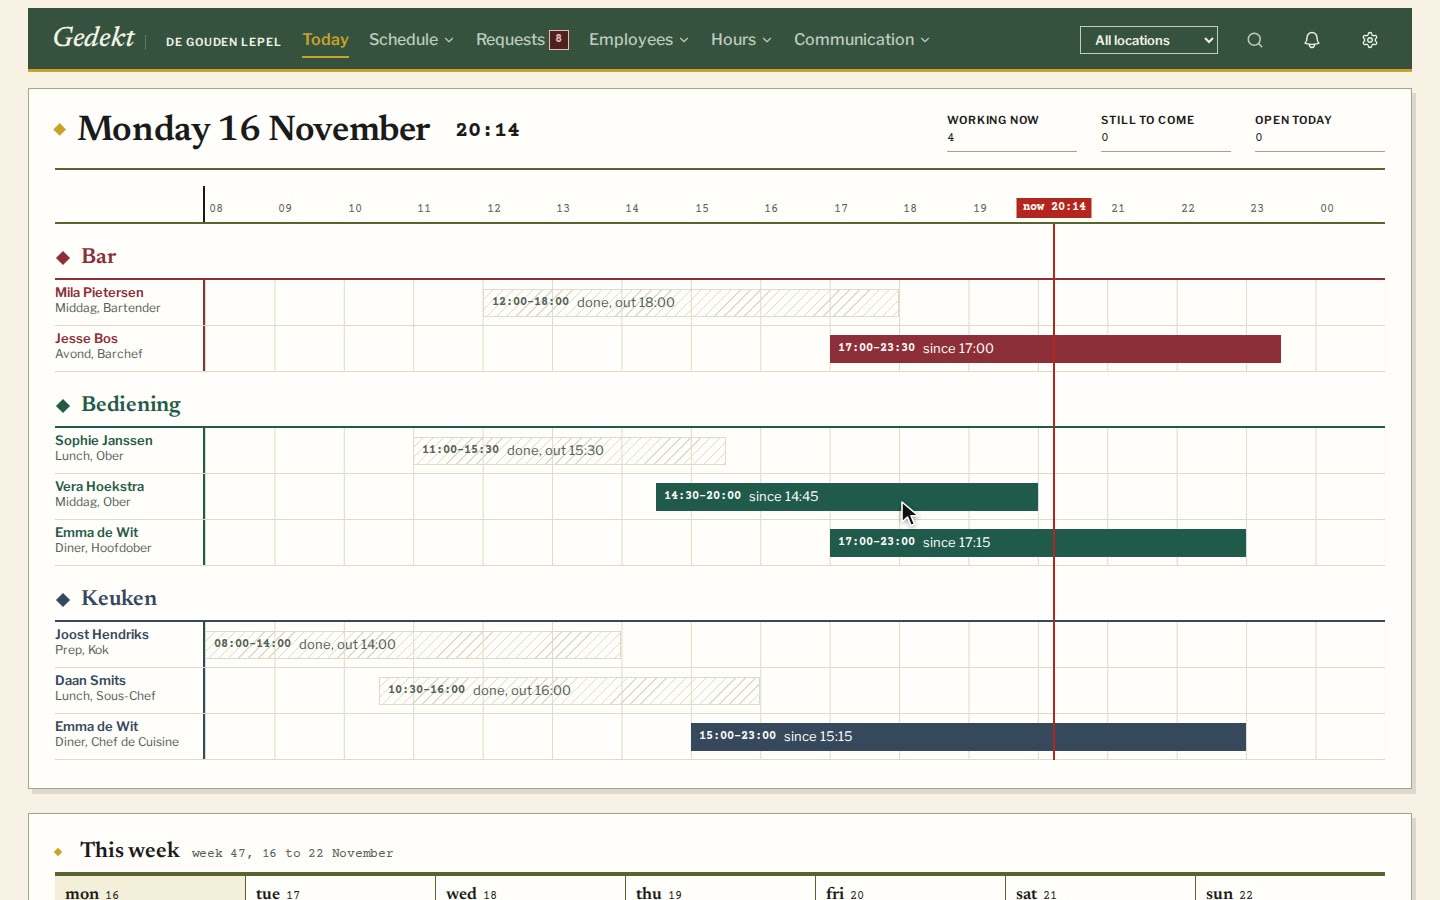 Gedekt DE GOUDEN LEPEL Today Schedule Requests 8 Employees Hours Communication All locations
Monday 16 November 20:14
WORKING NOW STILL TO COME OPEN TODAY
4 0 0
08 09 10 11 12 13 14 15 16 17 18 19 now 20:14 21 22 23 00
Bar
Mila Pietersen
Middag, Bartender
12:00–18:00 done, out 18:00
Jesse Bos
Avond, Barchef
17:00–23:30 since 17:00
Bediening
Sophie Janssen
Lunch, Ober
11:00–15:30 done, out 15:30
Vera Hoekstra
Middag, Ober
14:30–20:00 since 14:45
Emma de Wit
Diner, Hoofdober
17:00–23:00 since 17:15
Keuken
Joost Hendriks
Prep, Kok
08:00–14:00 done, out 14:00
Daan Smits
Lunch, Sous-Chef
10:30–16:00 done, out 16:00
Emma de Wit
Diner, Chef de Cuisine
15:00–23:00 since 15:15
This week week 47, 16 to 22 November
mon 16 tue 17 wed 18 thu 19 fri 20 sat 21 sun 22